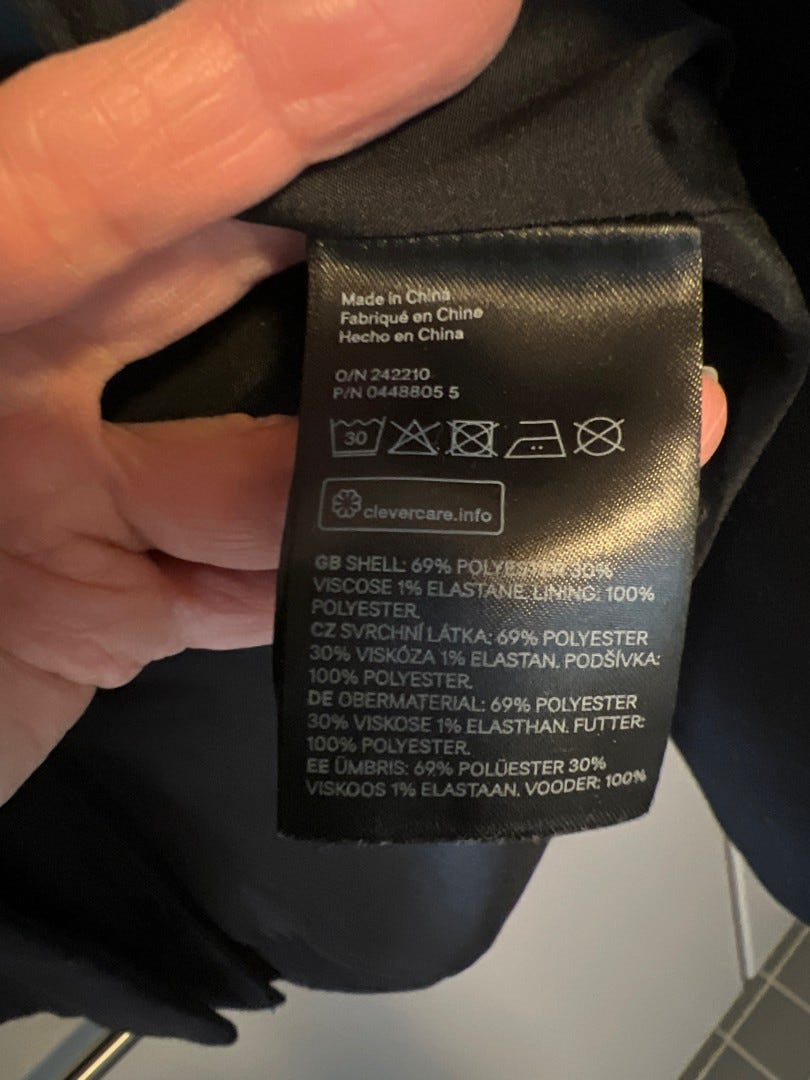 Made in China
Fabriqué en Chine
Hecho en China
O/N 242210
P/N 0448805 5
30
clevercare.info
GB SHELL: 69% POLYESTER 30%
VISCOSE 1% ELASTANE. LINING: 100%
POLYESTER.
CZ SVRCHNÍ LÁTKA: 69% POLYESTER
30% VISKÓZA 1% ELASTAN. PODŠÍVKA:
100% POLYESTER.
DE OBERMATERIAL: 69% POLYESTER
30% VISKOSE 1% ELASTHAN. FUTTER:
100% POLYESTER.
EE ÜMBRIS: 69% POLÜESTER 30%
VISKOOS 1% ELASTAAN. VOODER: 100%